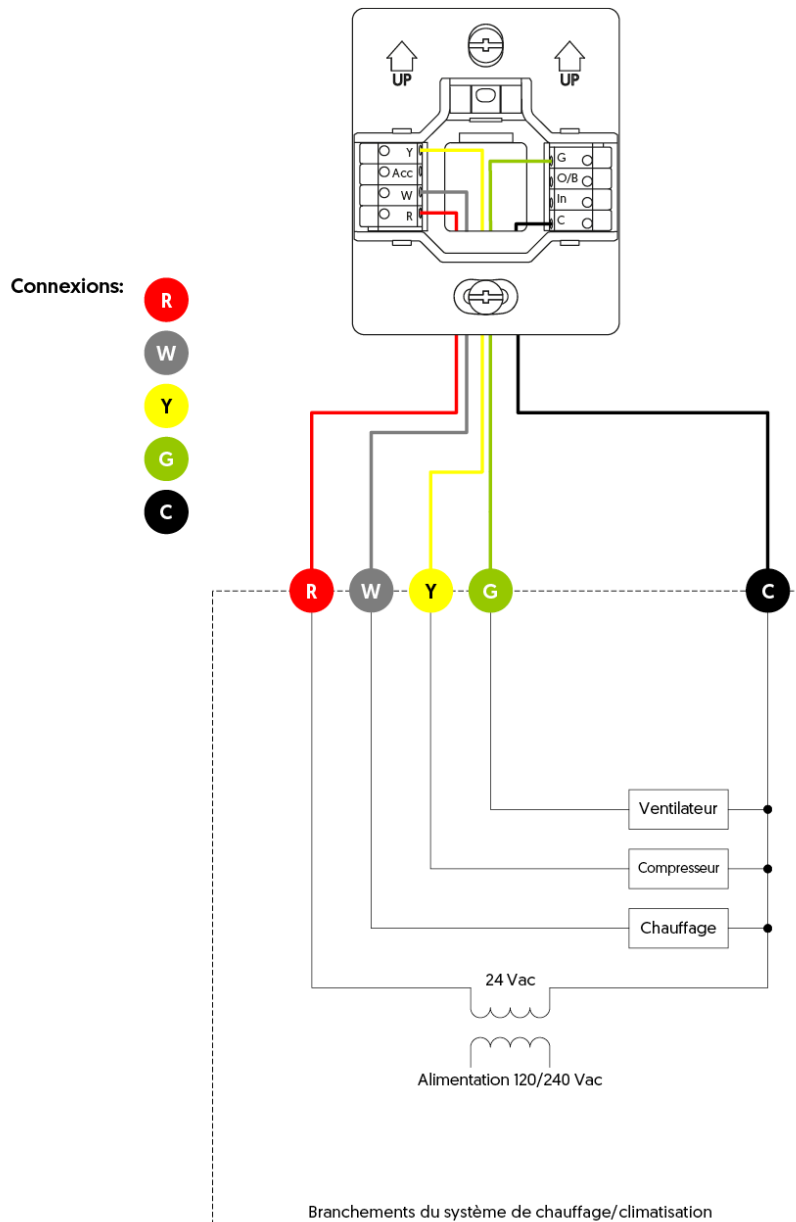 UP UP
Y G
Acc O/B
W In
R C
Connexions:
R
W
Y
G
C
R W Y G C
Ventilateur
Compresseur
Chauffage
24 Vac
Alimentation 120/240 Vac
Branchements du système de chauffage/climatisation